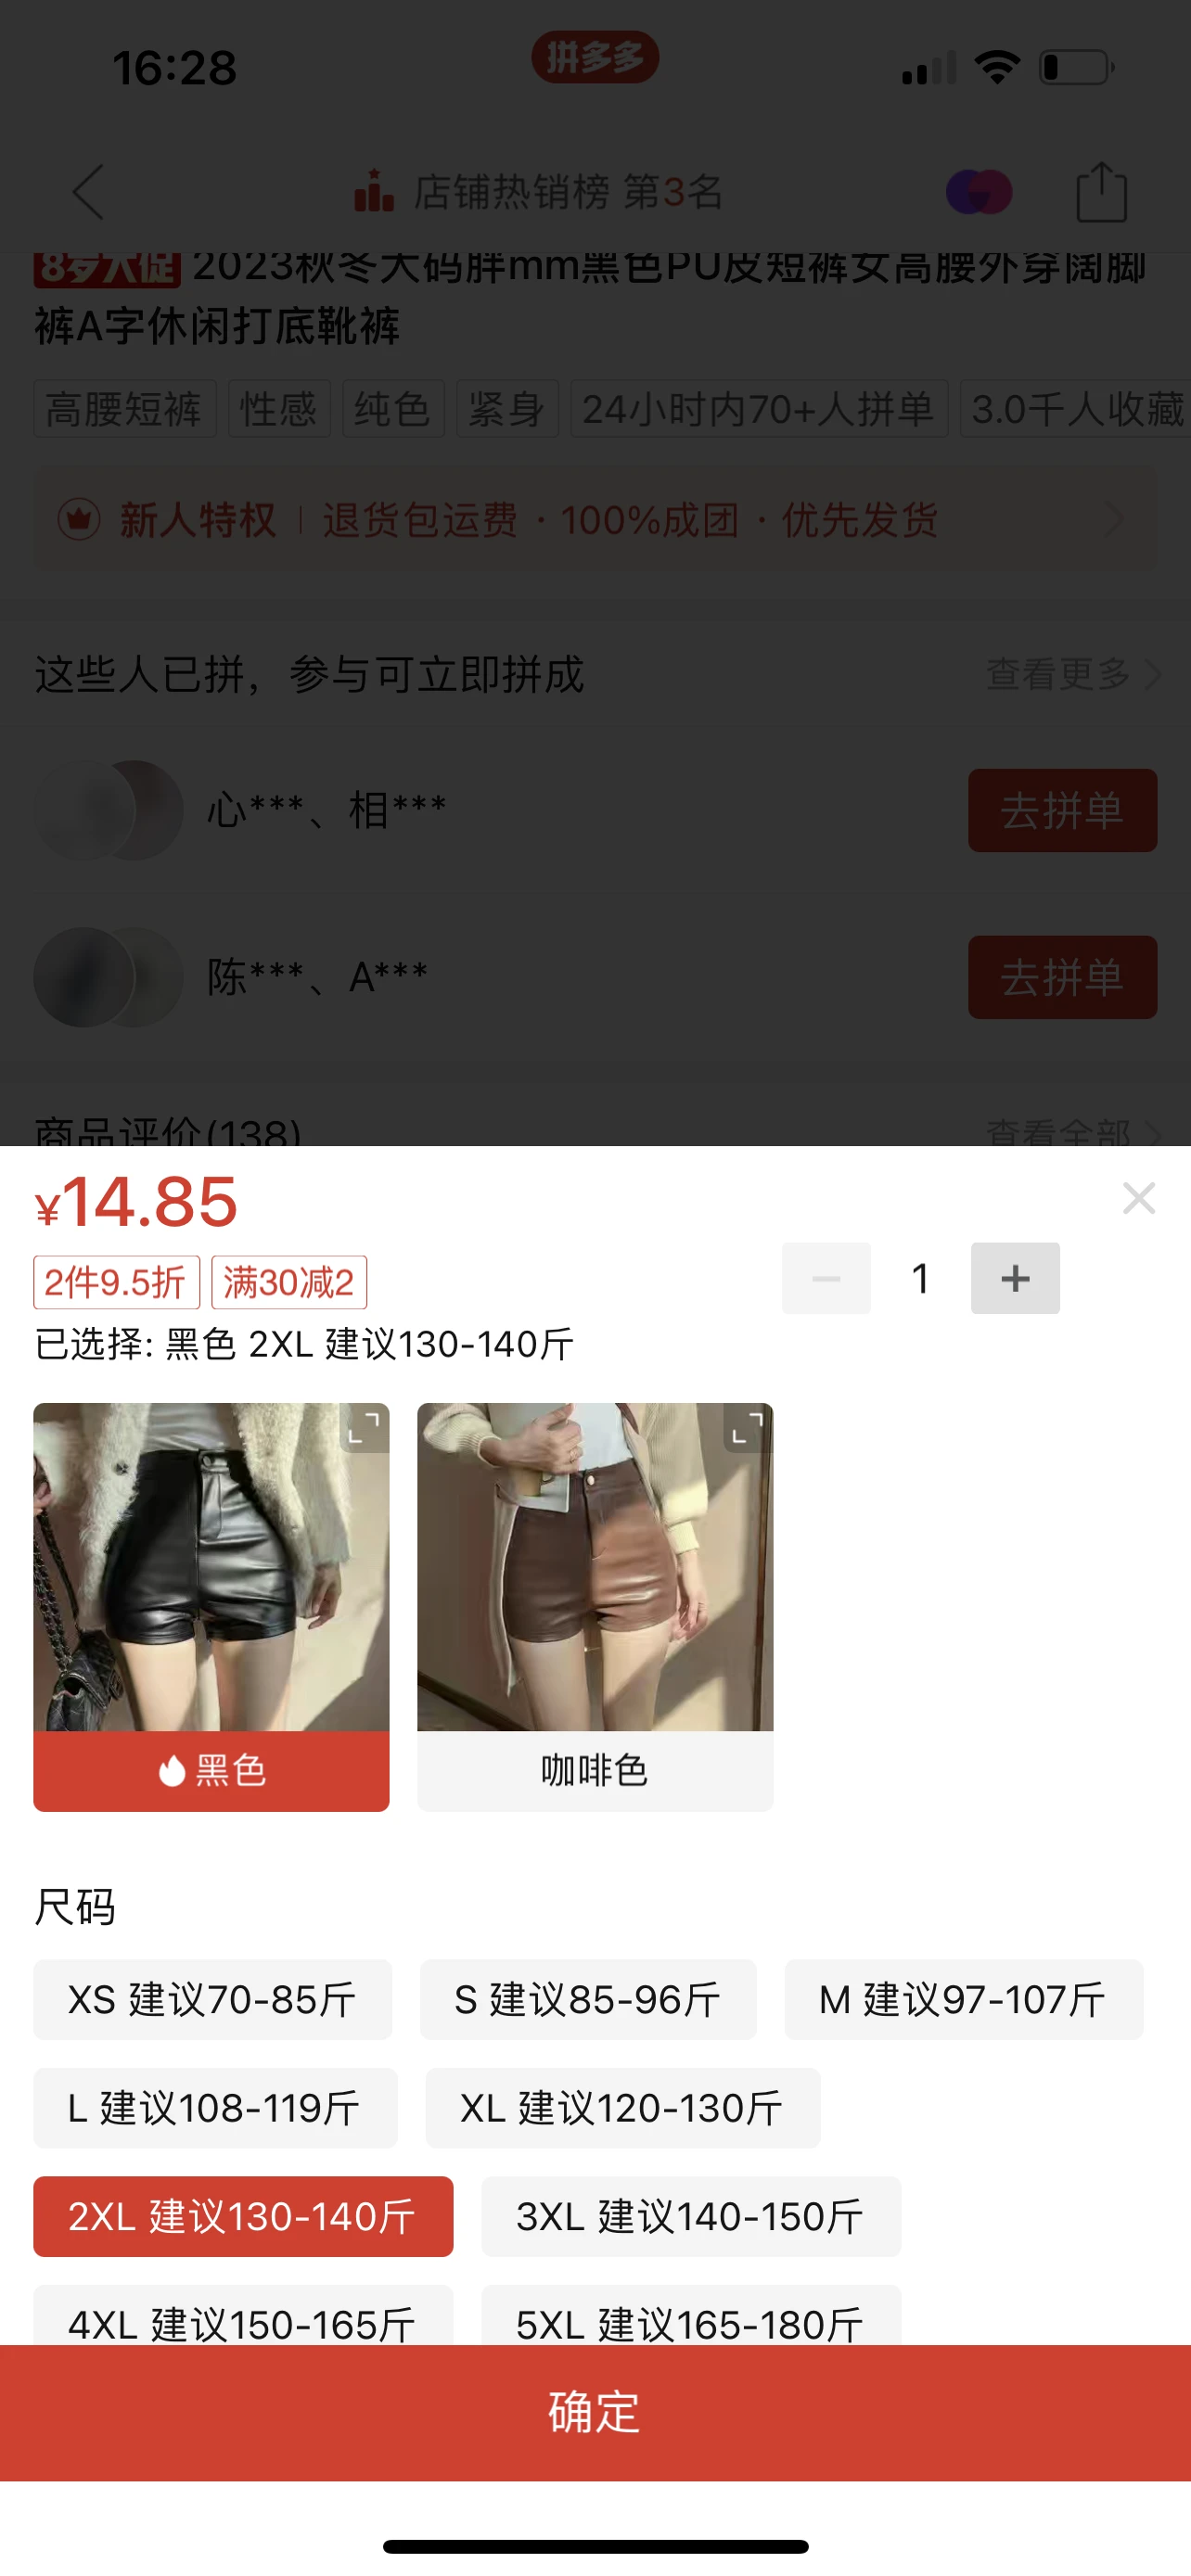 16:28
拼多多
店铺热销榜 第3名
8岁大促 2023秋冬大码胖mm黑色PU皮短裤女高腰外穿阔脚
裤A字休闲打底靴裤
高腰短裤 性感 纯色 紧身 24小时内70+人拼单 3.0千人收藏
新人特权 | 退货包运费 · 100%成团 · 优先发货
这些人已拼，参与可立即拼成 查看更多
心***、相*** 去拼单
陈***、A*** 去拼单
商品评价(138) 查看全部
¥14.85
2件9.5折 满30减2 1
已选择: 黑色 2XL 建议130-140斤
黑色 咖啡色
尺码
XS 建议70-85斤 S 建议85-96斤 M 建议97-107斤
L 建议108-119斤 XL 建议120-130斤
2XL 建议130-140斤 3XL 建议140-150斤
4XL 建议150-165斤 5XL 建议165-180斤
确定